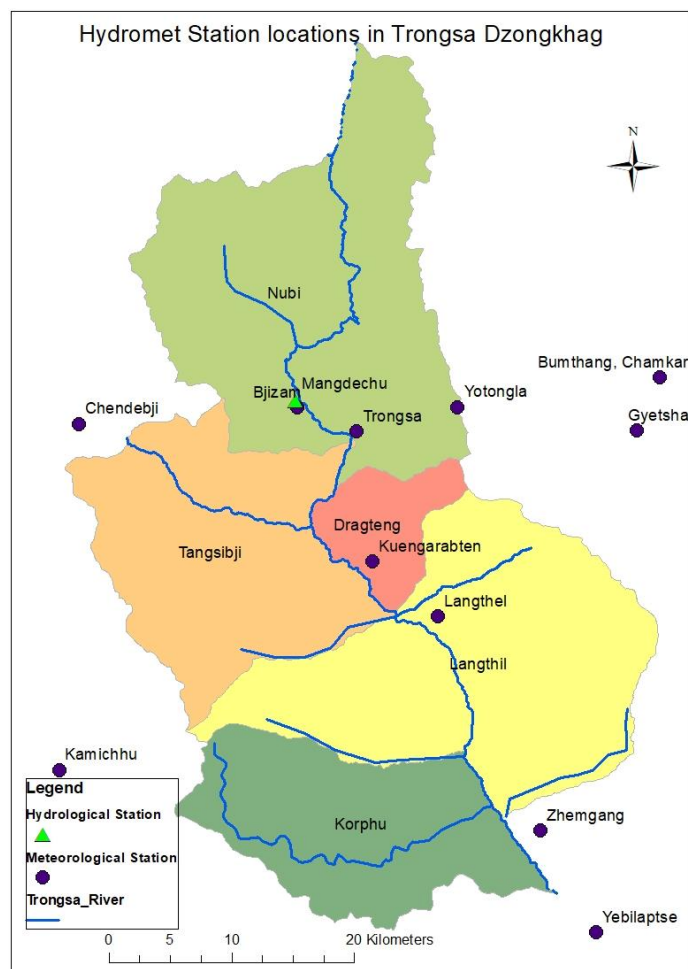 Hydromet Station locations in Trongsa Dzongkhag
N
Nubi
Bumthang, Chamkar
Bjizam
Mangdechu
Yotongla
Chendebji
Trongsa
Gyetsha
Dragteng
Tangsibji
Kuengarabten
Langthel
Langthil
Kamichhu
Legend
Hydrological Station
Meteorological Station
Trongsa_River
Korphu
Zhemgang
Yebilaptse
0 5 10 20 Kilometers